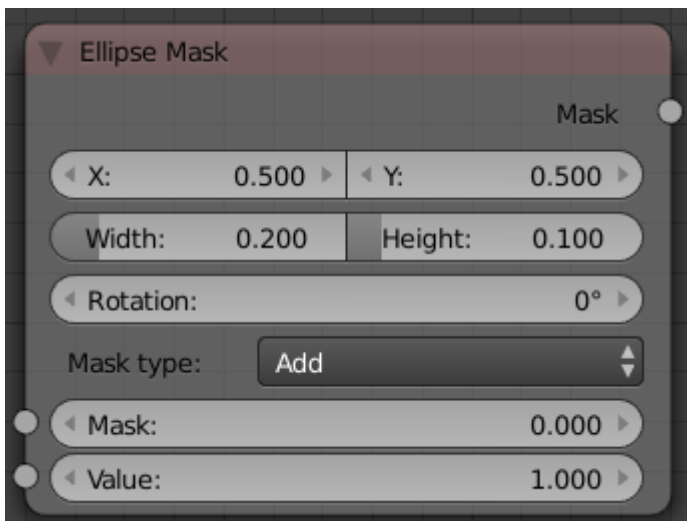 Ellipse Mask
Mask
X: 0.500 Y: 0.500
Width: 0.200 Height: 0.100
Rotation: 0°
Mask type: Add
Mask: 0.000
Value: 1.000